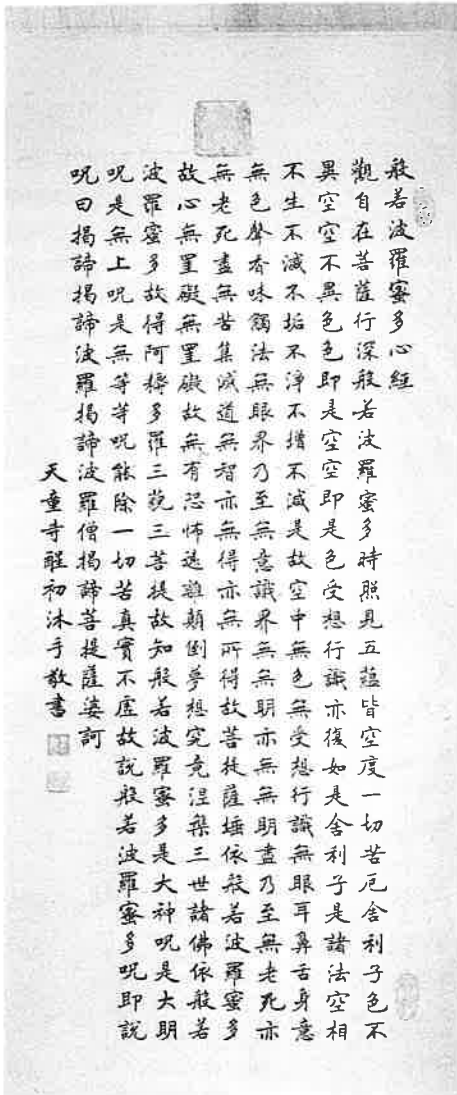 般若波羅蜜多心經
觀自在菩薩行深般若波羅蜜多時照見五蘊皆空度一切苦厄舍利子色不
異空空不異色色即是空空即是色受想行識亦復如是舍利子是諸法空相
不生不滅不垢不淨不增不減是故空中無色無受想行識無眼耳鼻舌身意
無色聲香味觸法無眼界乃至無意識界無無明亦無無明盡乃至無老死亦
無老死盡無苦集滅道無智亦無得亦無所得故菩提薩埵依般若波羅蜜多
故心無罣礙無罣礙故無有恐怖遠離顛倒夢想究竟涅槃三世諸佛依般若
波羅蜜多故得阿耨多羅三藐三菩提故知般若波羅蜜多是大神呪是大明
呪是無上呪是無等等呪能除一切苦真實不虛故說般若波羅蜜多呪即說
呪曰揭諦揭諦波羅揭諦波羅僧揭諦菩提薩婆訶
天童寺醒初沐手敬書